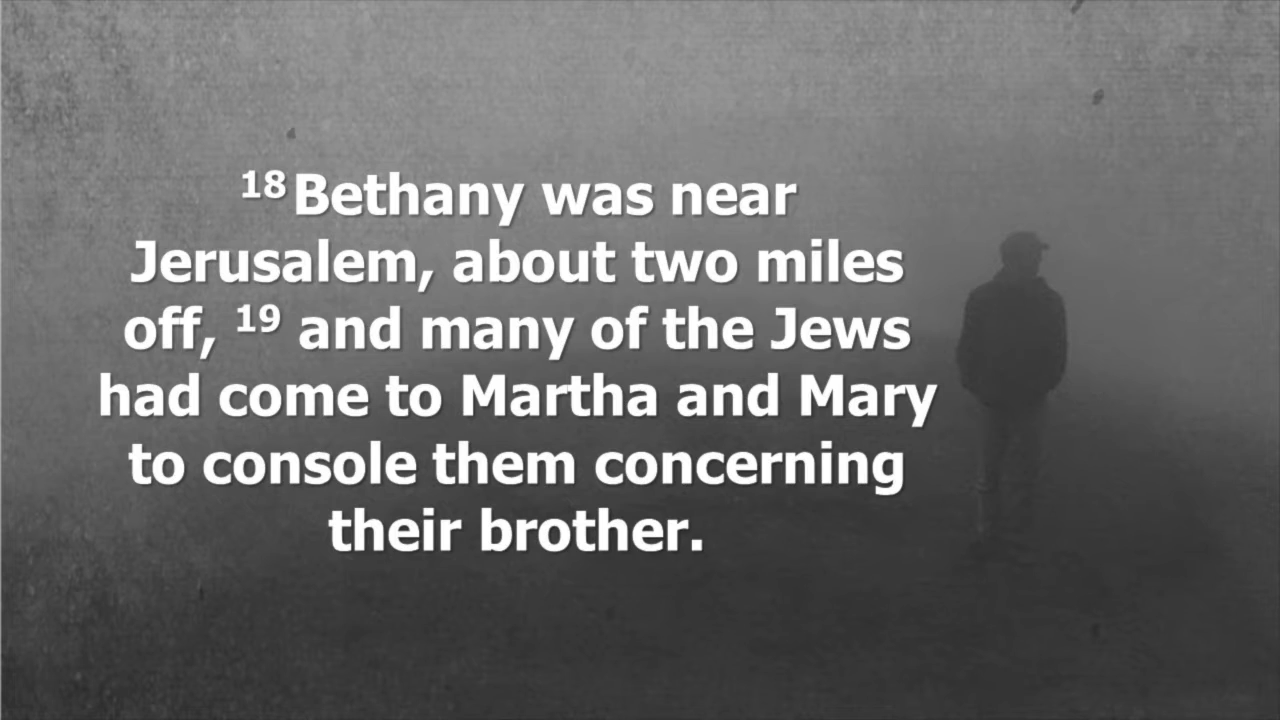 18 Bethany was near
Jerusalem, about two miles
off, 19 and many of the Jews
had come to Martha and Mary
to console them concerning
their brother.